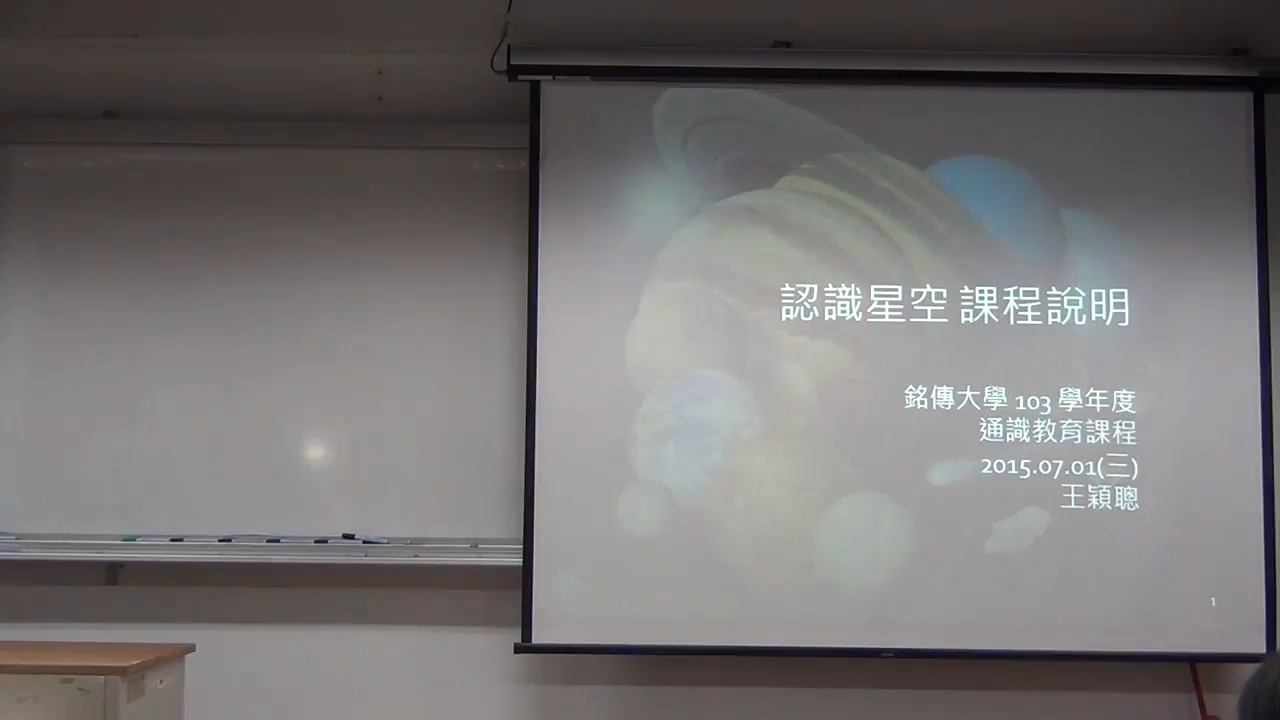 認識星空 課程說明
銘傳大學 103 學年度
通識教育課程
2015.07.01(三)
王穎聰
1